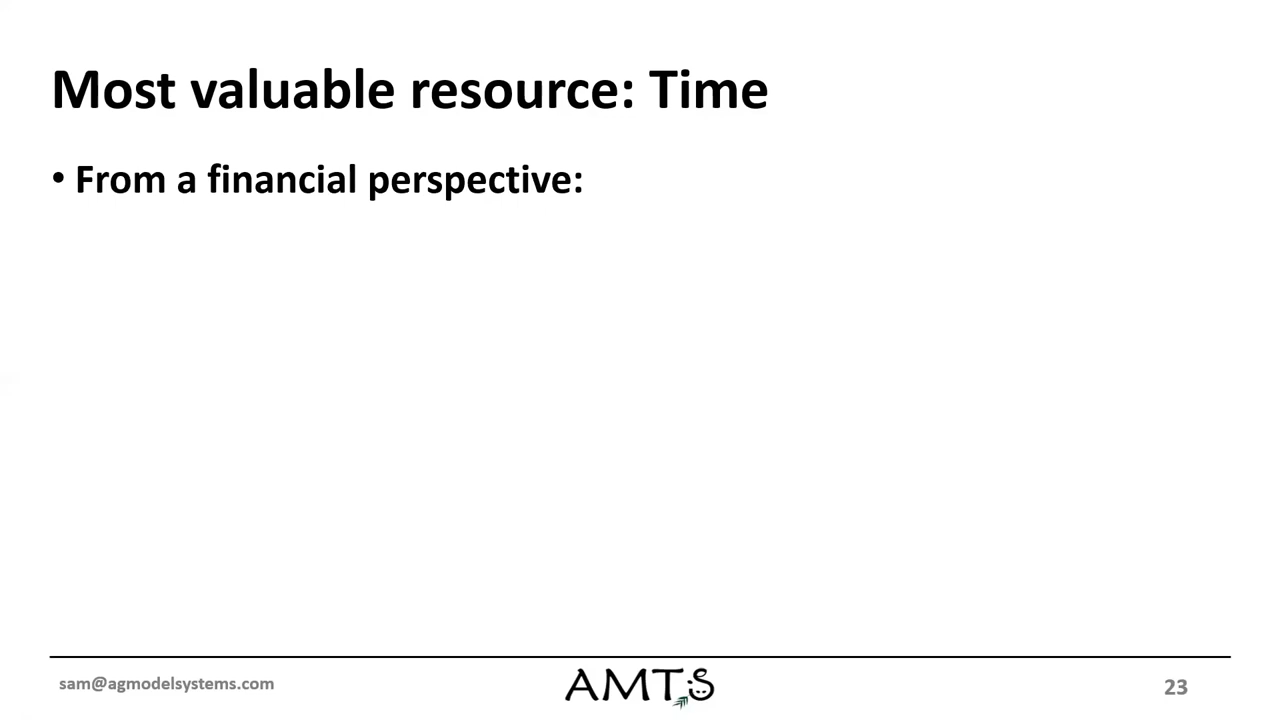 Most valuable resource: Time
• From a financial perspective:
sam@agmodelsystems.com
AMTS
23